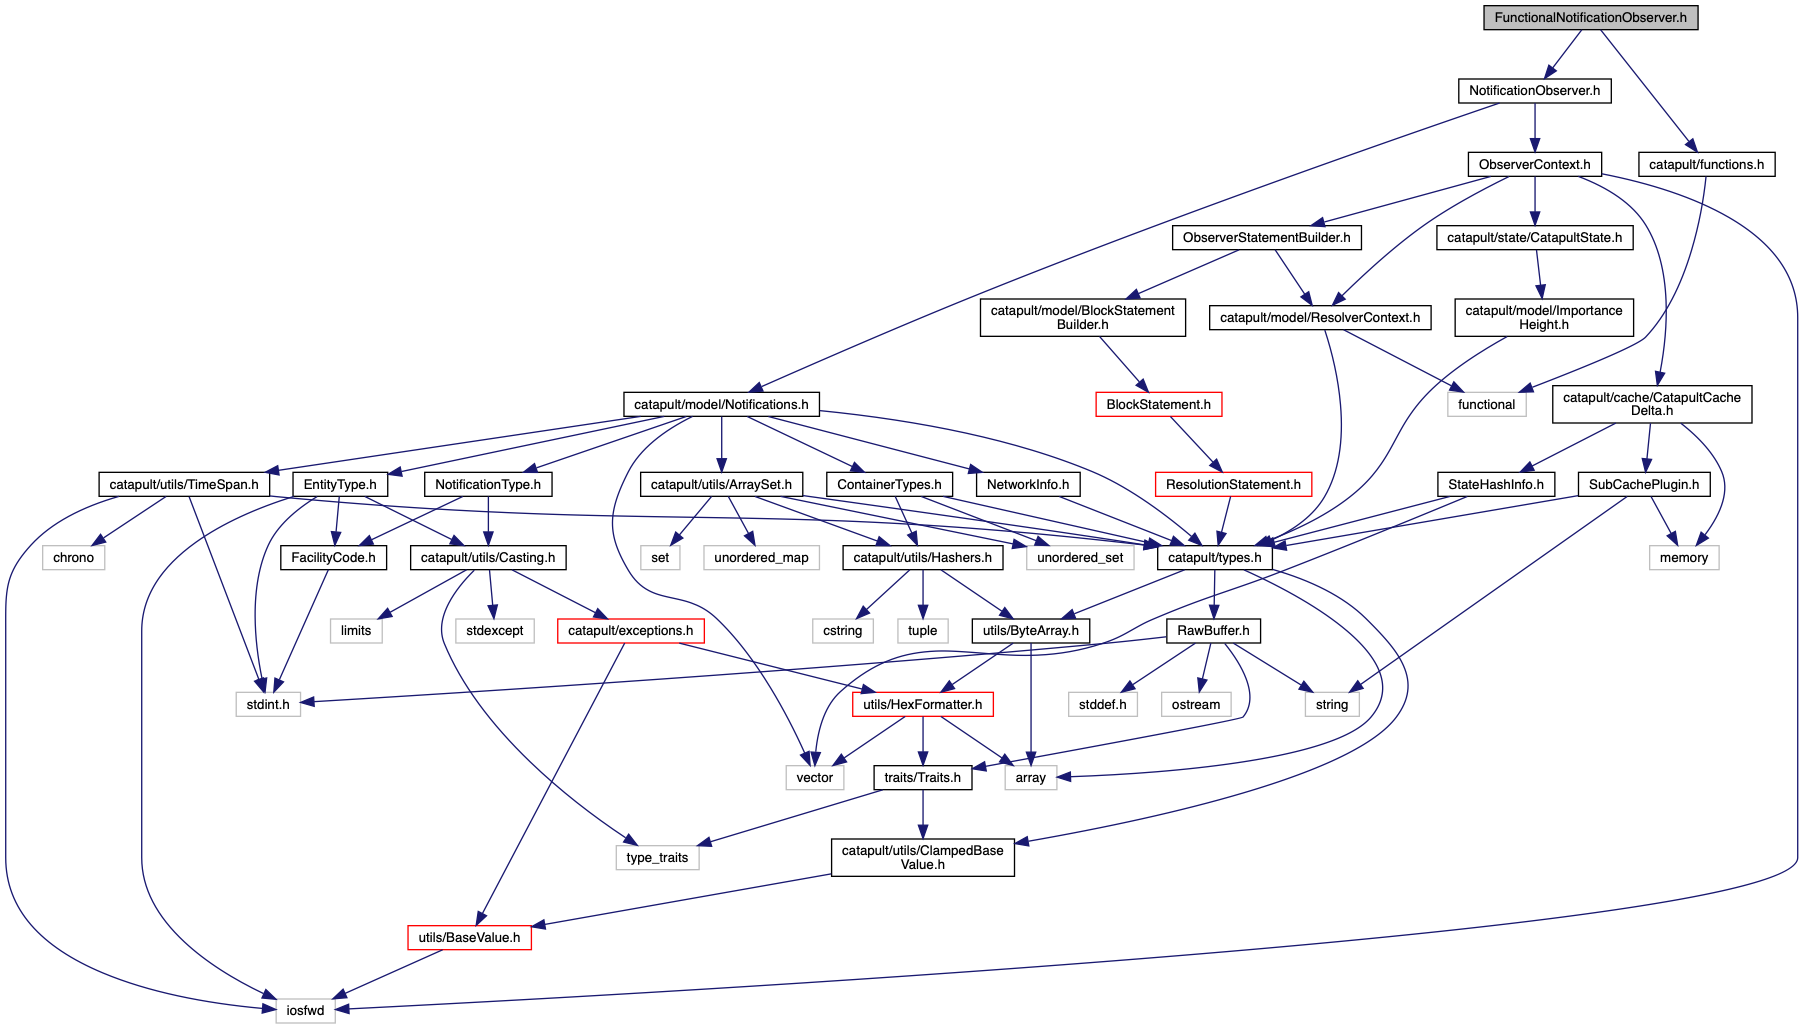 FunctionalNotificationObserver.h
NotificationObserver.h
ObserverContext.h
catapult/functions.h
ObserverStatementBuilder.h
catapult/state/CatapultState.h
catapult/model/BlockStatement
Builder.h
catapult/model/ResolverContext.h
catapult/model/Importance
Height.h
catapult/model/Notifications.h
BlockStatement.h
functional
catapult/cache/CatapultCache
Delta.h
catapult/utils/TimeSpan.h
EntityType.h
NotificationType.h
catapult/utils/ArraySet.h
ContainerTypes.h
NetworkInfo.h
ResolutionStatement.h
StateHashInfo.h
SubCachePlugin.h
chrono
FacilityCode.h
catapult/utils/Casting.h
set
unordered_map
catapult/utils/Hashers.h
unordered_set
catapult/types.h
memory
limits
stdexcept
catapult/exceptions.h
cstring
tuple
utils/ByteArray.h
RawBuffer.h
stdint.h
utils/HexFormatter.h
stddef.h
ostream
string
vector
traits/Traits.h
array
type_traits
catapult/utils/ClampedBase
Value.h
utils/BaseValue.h
iosfwd